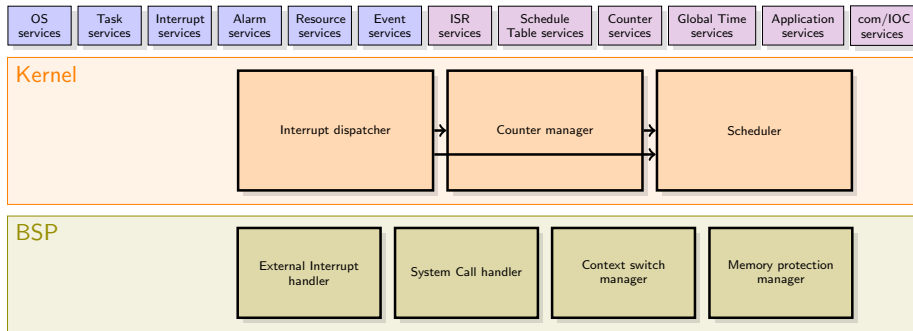 OS
services
Task
services
Interrupt
services
Alarm
services
Resource
services
Event
services
ISR
services
Schedule
Table services
Counter
services
Global Time
services
Application
services
com/IOC
services
Kernel
Interrupt dispatcher
Counter manager
Scheduler
BSP
External Interrupt
handler
System Call handler
Context switch
manager
Memory protection
manager